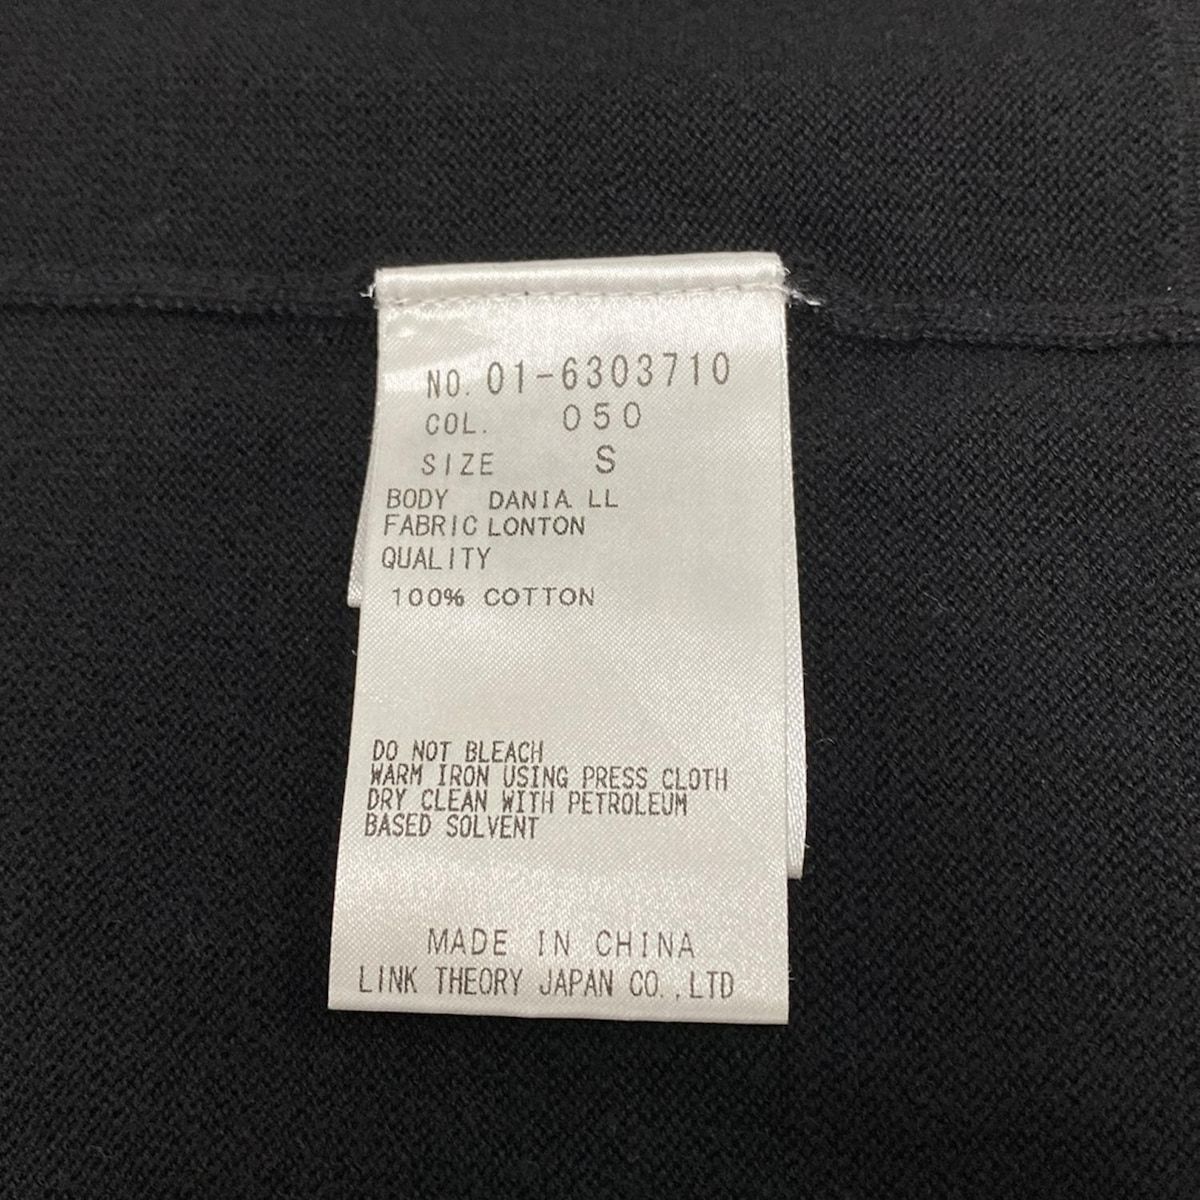 NO. 01-6303710
COL. 050
SIZE S
BODY DANIA. LL
FABRIC LONTON
QUALITY
100% COTTON
DO NOT BLEACH
WARM IRON USING PRESS CLOTH
DRY CLEAN WITH PETROLEUM
BASED SOLVENT
MADE IN CHINA
LINK THEORY JAPAN CO.,LTD